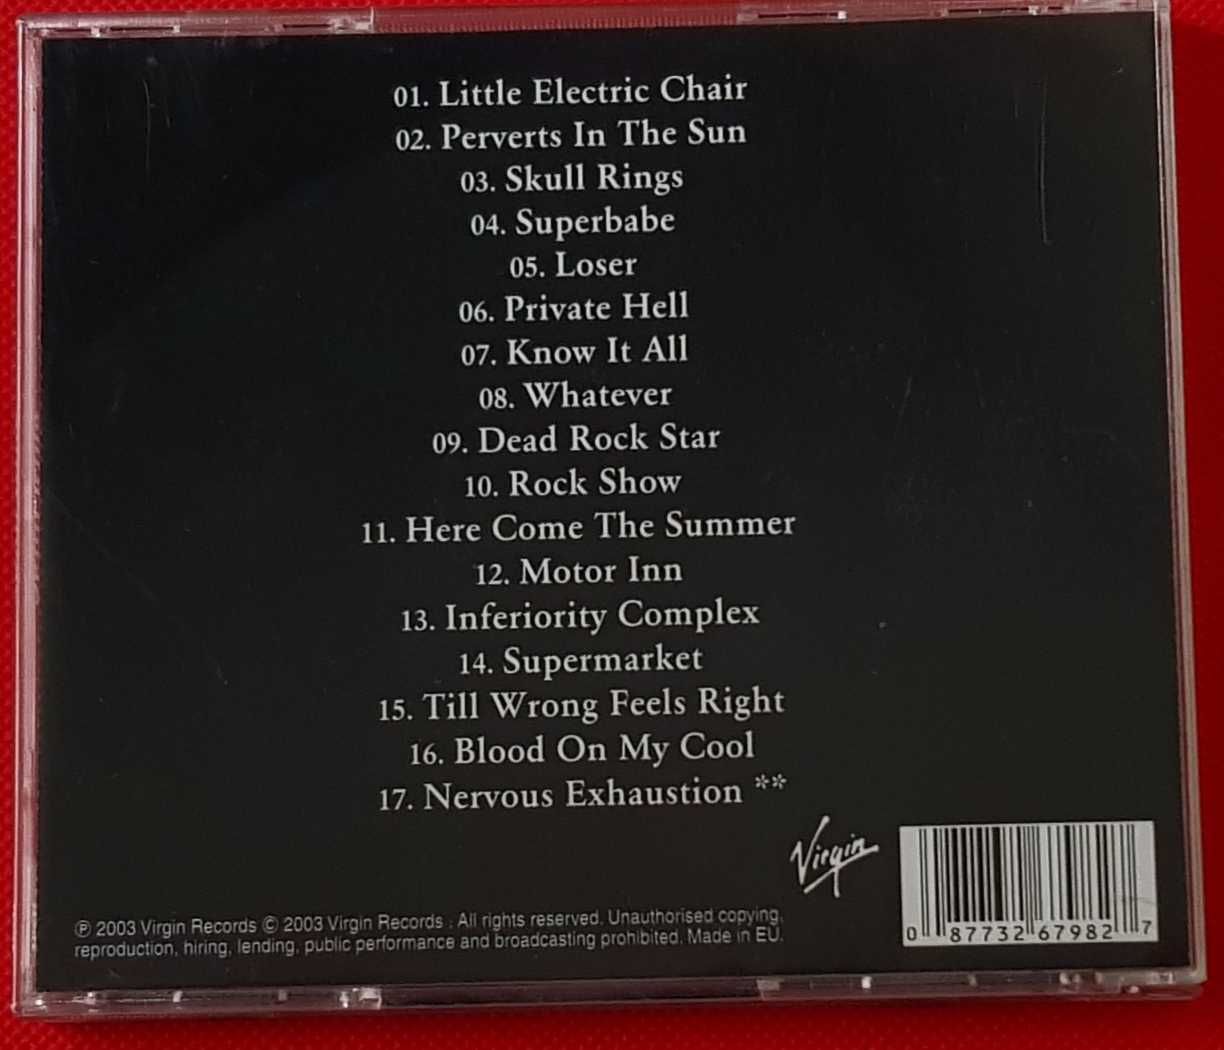 01. Little Electric Chair
02. Perverts In The Sun
03. Skull Rings
04. Superbabe
05. Loser
06. Private Hell
07. Know It All
08. Whatever
09. Dead Rock Star
10. Rock Show
11. Here Come The Summer
12. Motor Inn
13. Inferiority Complex
14. Supermarket
15. Till Wrong Feels Right
16. Blood On My Cool
17. Nervous Exhaustion **
Virgin
℗ 2003 Virgin Records © 2003 Virgin Records . All rights reserved. Unauthorised copying,
reproduction, hiring, lending, public performance and broadcasting prohibited. Made in EU.
0 87732 67982 7